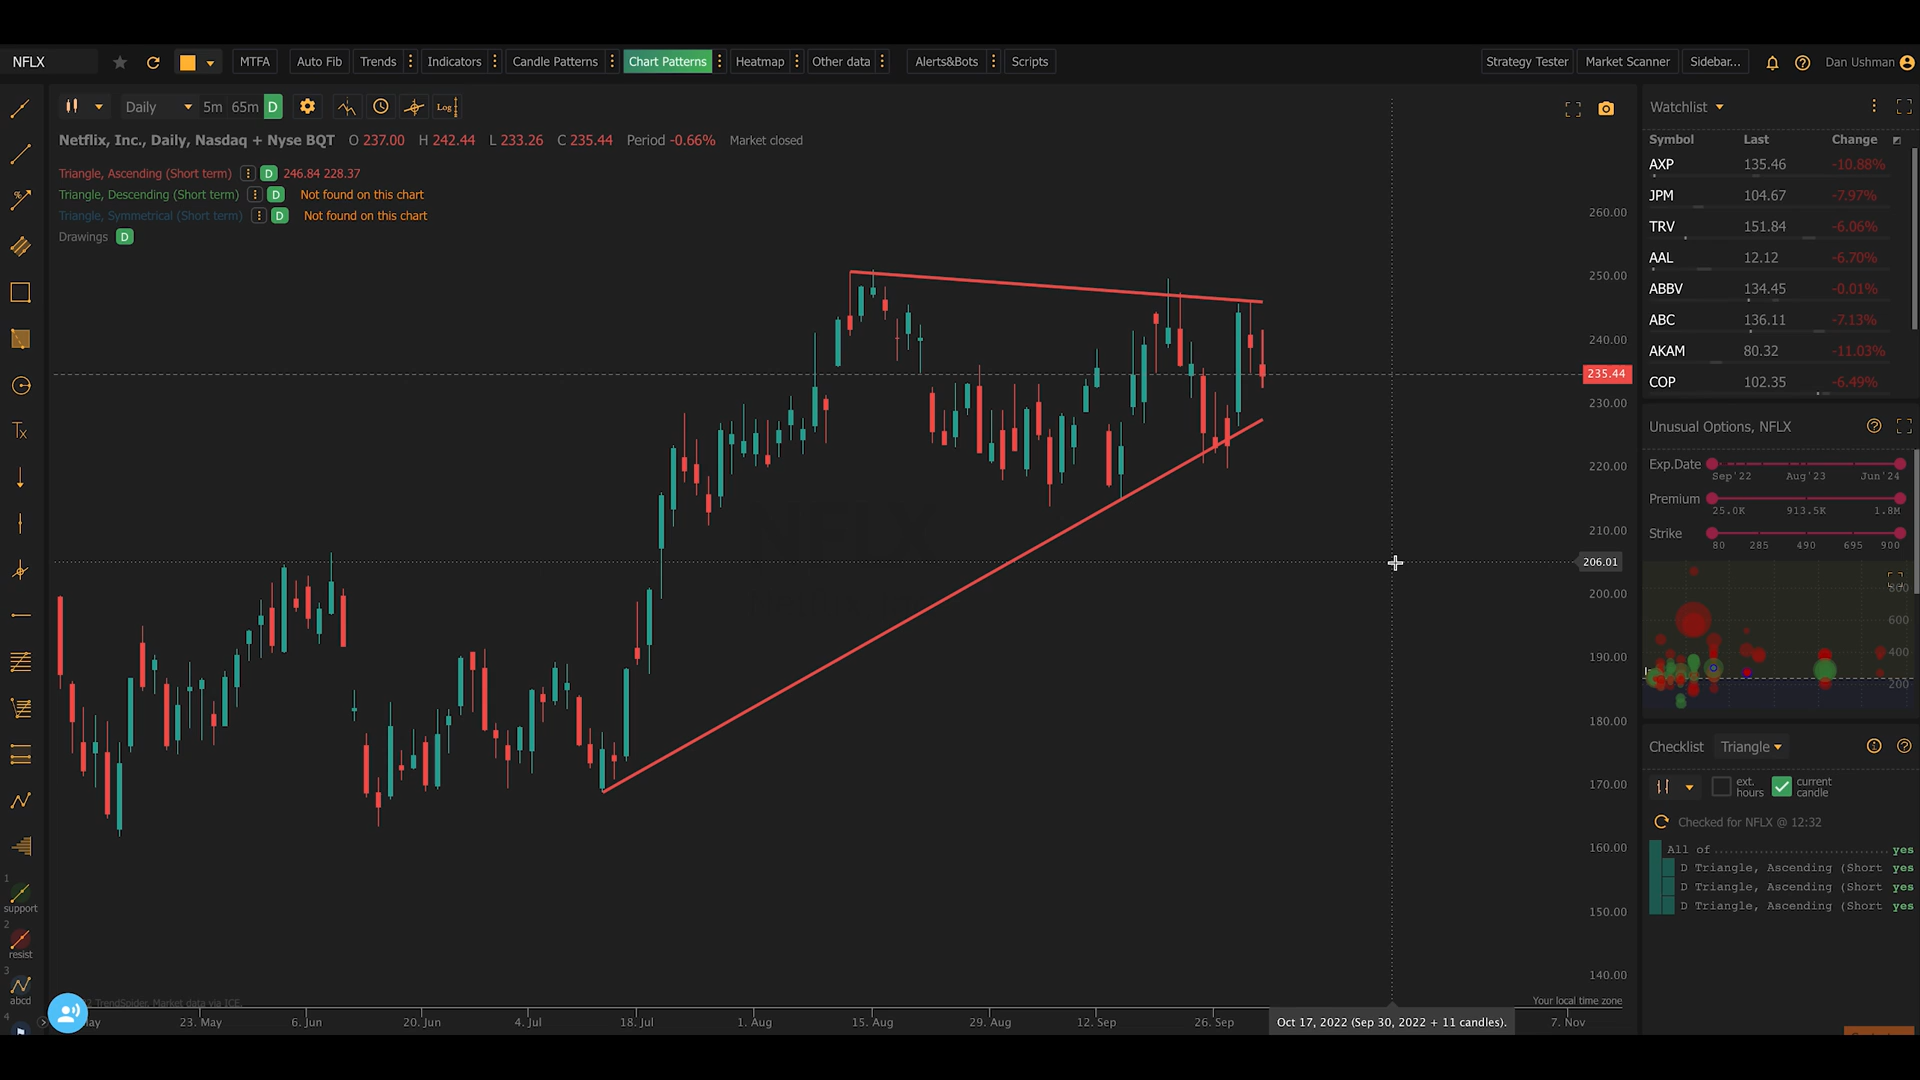 NFLX
MTFA
Auto Fib
Trends
Indicators
Candle Patterns
Chart Patterns
Heatmap
Other data
Alerts&Bots
Scripts
Strategy Tester
Market Scanner
Sidebar...
Dan Ushman
Daily
5m
65m
D
Log
Netflix, Inc., Daily, Nasdaq + Nyse BQT O 237.00 H 242.44 L 233.26 C 235.44 Period -0.66% Market closed
Triangle, Ascending (Short term) D 246.84 228.37
Triangle, Descending (Short term) D Not found on this chart
Triangle, Symmetrical (Short term) D Not found on this chart
Drawings D
260.00
250.00
240.00
235.44
230.00
220.00
210.00
206.01
200.00
190.00
180.00
170.00
160.00
150.00
140.00
Your local time zone
TrendSpider. Market data via ICE.
23. May
6. Jun
20. Jun
4. Jul
18. Jul
1. Aug
15. Aug
29. Aug
12. Sep
26. Sep
Oct 17, 2022 (Sep 30, 2022 + 11 candles).
7. Nov
Tx
1
support
2
resist
3
abcd
4
Watchlist
Symbol Last Change
AXP 135.46 -10.88%
JPM 104.67 -7.97%
TRV 151.84 -6.06%
AAL 12.12 -6.70%
ABBV 134.45 -0.01%
ABC 136.11 -7.13%
AKAM 80.32 -11.03%
COP 102.35 -6.49%
Unusual Options, NFLX
Exp.Date
Sep'22 Aug'23 Jun'24
Premium
25.0K 913.5K 1.8M
Strike
80 285 490 695 900
800
600
400
200
Checklist Triangle
ext. hours
current candle
Checked for NFLX @ 12:32
All of yes
D Triangle, Ascending (Short yes
D Triangle, Ascending (Short yes
D Triangle, Ascending (Short yes